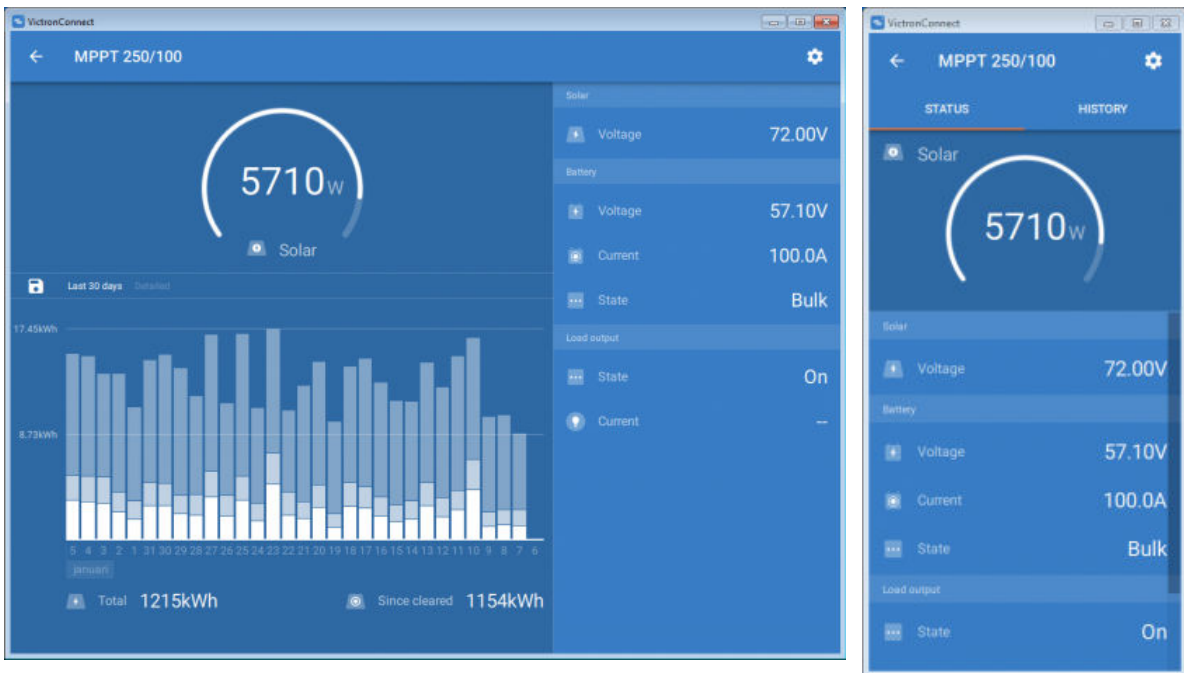 VictronConnect
MPPT 250/100
5710W
Solar
Last 30 days Detailed
17.45kWh
8.73kWh
5 4 3 2 1 31 30 29 28 27 26 25 24 23 22 21 20 19 18 17 16 15 14 13 12 11 10 9 8 7 6
januari
Total 1215kWh
Since cleared 1154kWh
Solar
Voltage 72.00V
Battery
Voltage 57.10V
Current 100.0A
State Bulk
Load output
State On
Current --
VictronConnect
MPPT 250/100
STATUS HISTORY
Solar
5710W
Solar
Voltage 72.00V
Battery
Voltage 57.10V
Current 100.0A
State Bulk
Load output
State On